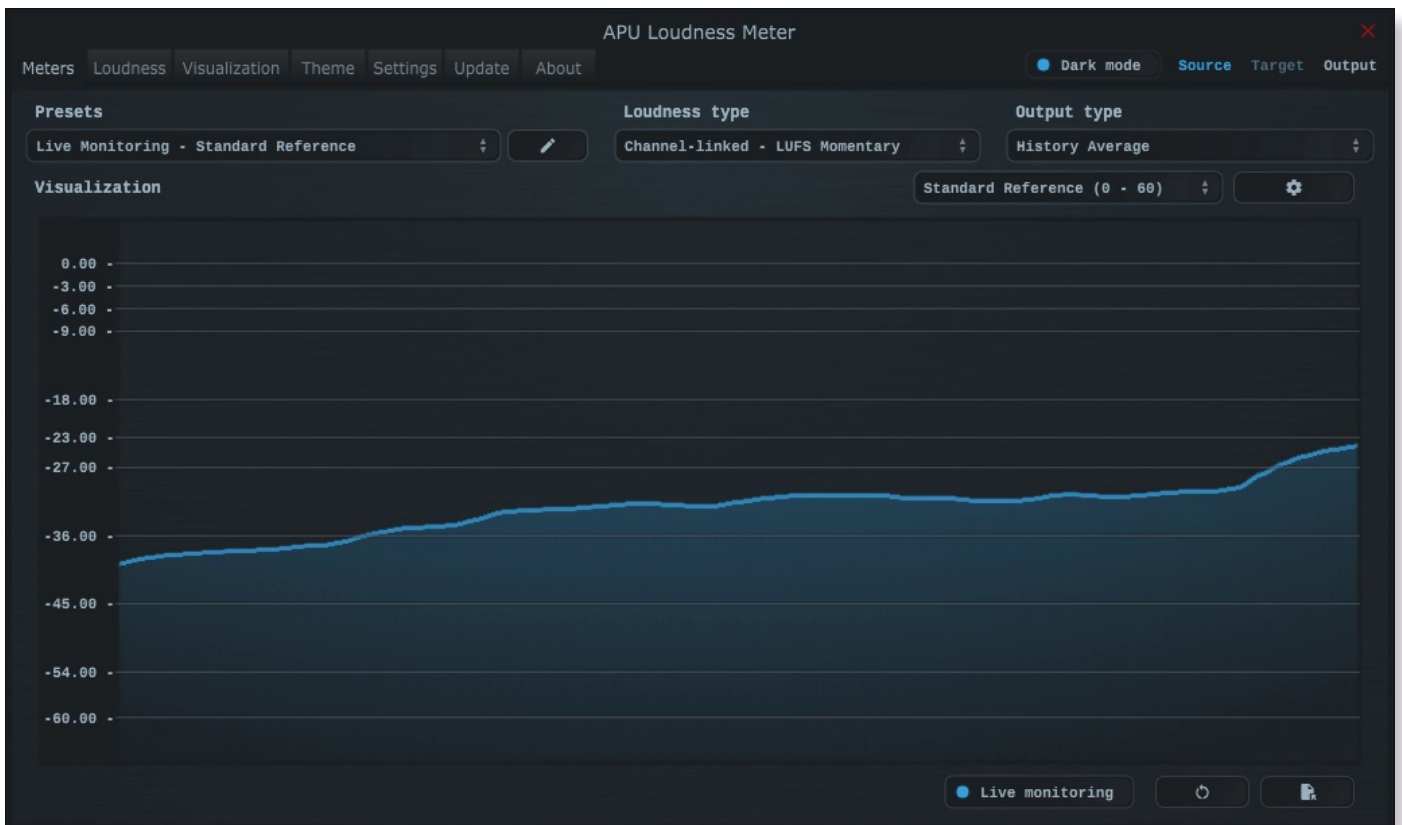 APU Loudness Meter
Meters Loudness Visualization Theme Settings Update About Dark mode Source Target Output
Presets Loudness type Output type
Live Monitoring - Standard Reference Channel-linked - LUFS Momentary History Average
Visualization Standard Reference (0 - 60)
0.00 -
-3.00 -
-6.00 -
-9.00 -
-18.00 -
-23.00 -
-27.00 -
-36.00 -
-45.00 -
-54.00 -
-60.00 -
Live monitoring